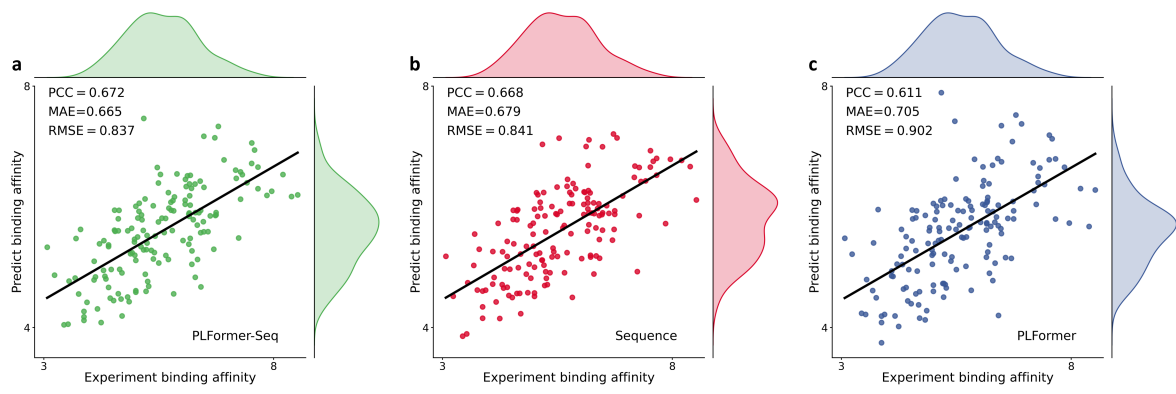 a
8
PCC = 0.672
MAE=0.665
RMSE = 0.837
Predict binding affinity
4
PLFormer-Seq
3
8
Experiment binding affinity
b
8
PCC = 0.668
MAE=0.679
RMSE = 0.841
Predict binding affinity
4
Sequence
3
8
Experiment binding affinity
c
8
PCC = 0.611
MAE=0.705
RMSE = 0.902
Predict binding affinity
4
PLFormer
3
8
Experiment binding affinity